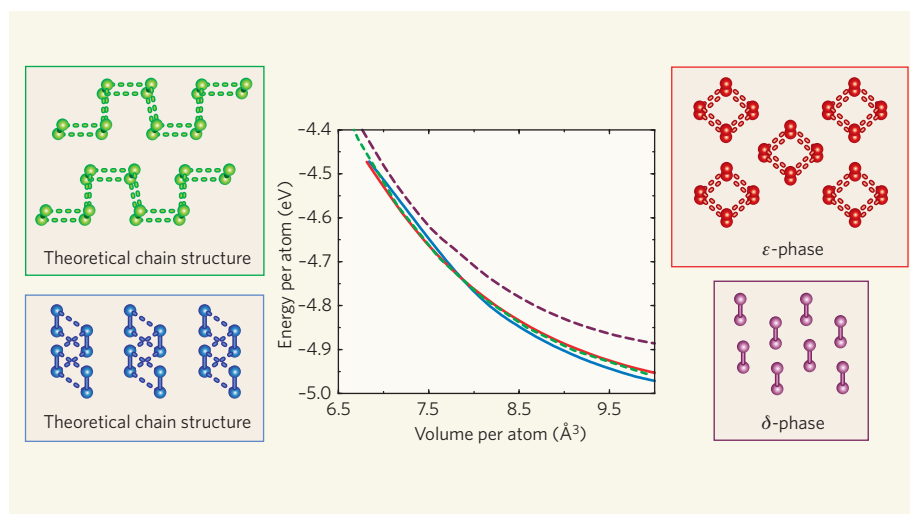 Theoretical chain structure
Theoretical chain structure
Energy per atom (eV)
–4.4
–4.5
–4.6
–4.7
–4.8
–4.9
–5.0
6.5
7.5
8.5
9.5
Volume per atom (Å³)
ε-phase
δ-phase